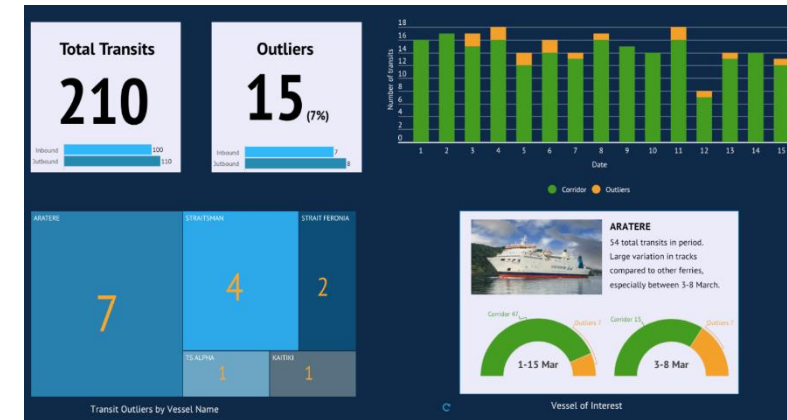 Total Transits
210
Inbound 100
Outbound 110
Outliers
15 (7%)
Inbound 7
Outbound 8
Number of transits
18
16
14
12
10
8
6
4
2
0
1 2 3 4 5 6 7 8 9 10 11 12 13 14 15
Date
Corridor Outliers
ARATERE
7
STRAITSMAN
4
STRAIT FERONIA
2
TS ALPHA
1
KAITIKI
1
Transit Outliers by Vessel Name
ARATERE
54 total transits in period.
Large variation in tracks
compared to other ferries,
especially between 3-8 March.
Corridor 47
Outliers 7
1-15 Mar
Corridor 15
Outliers 7
3-8 Mar
Vessel of Interest